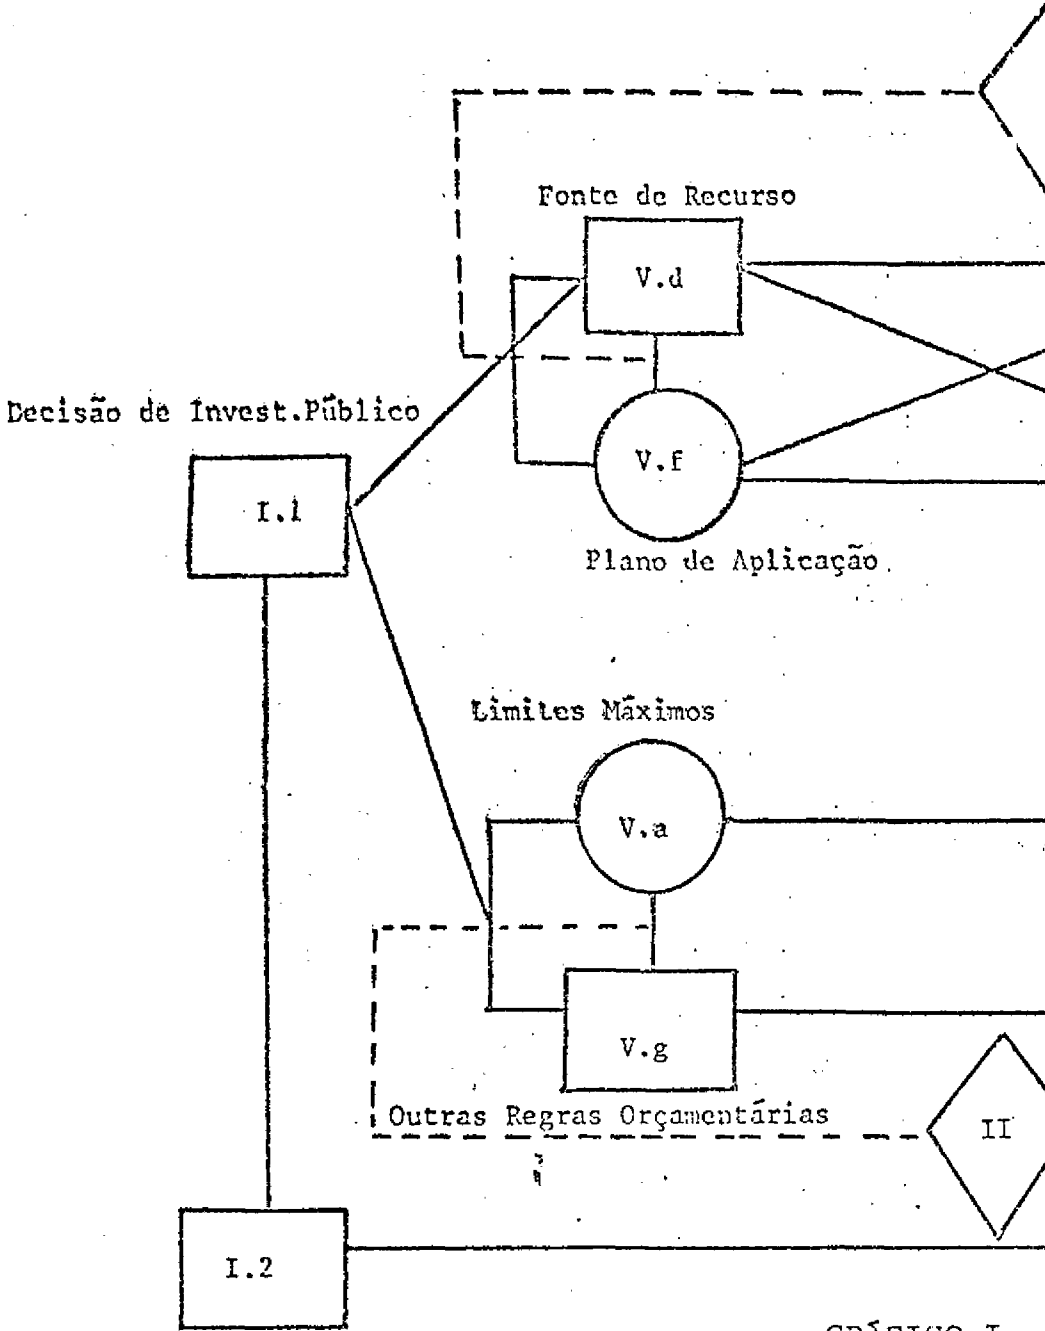 Fonte de Recurso
V.d
Decisão de Invest.Público
V.f
I.1
Plano de Aplicação
Limites Máximos
V.a
V.g
Outras Regras Orçamentárias
II
I.2